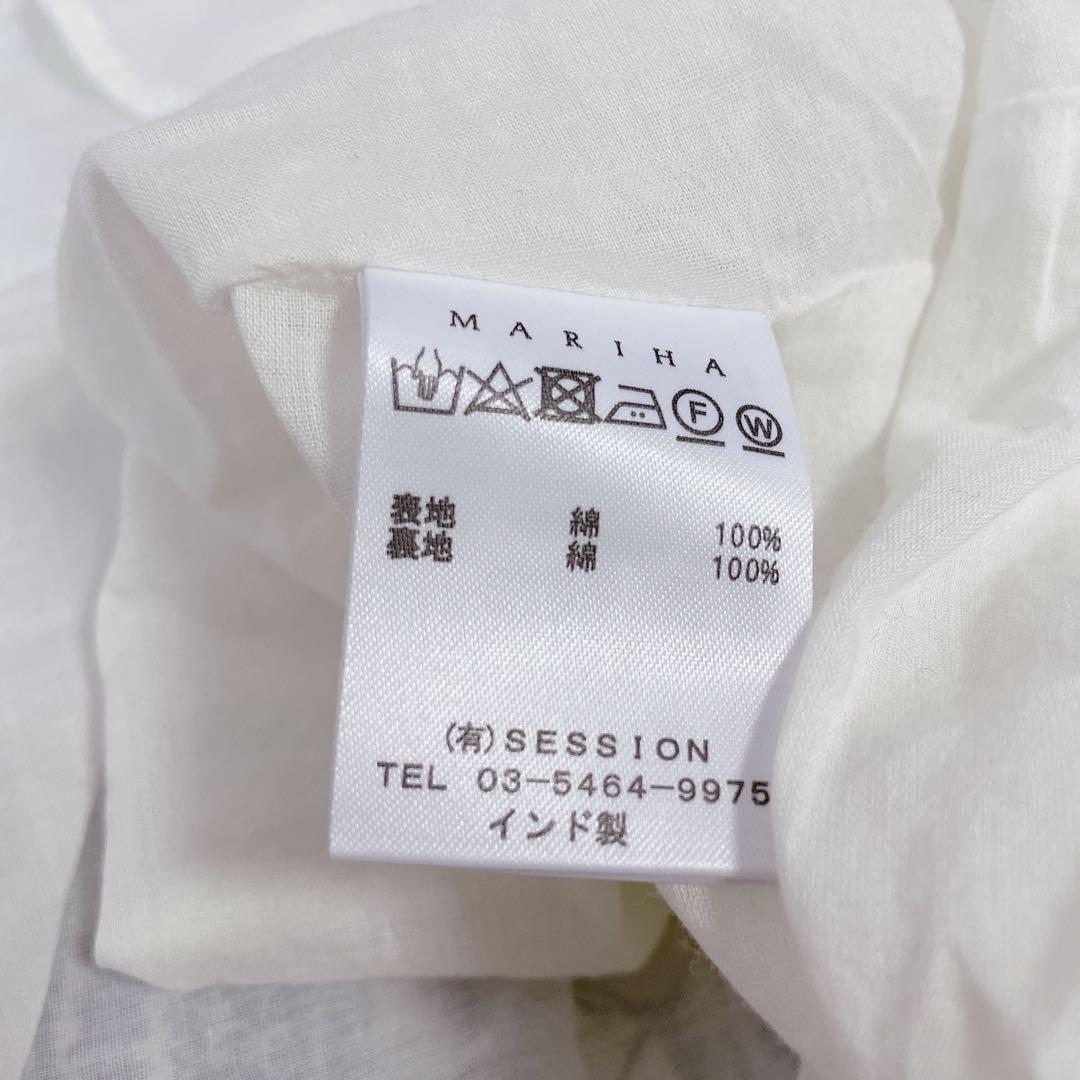 MARIHA
F W
表地 綿 100%
裏地 綿 100%
(有)SESSION
TEL 03-5464-9975
インド製